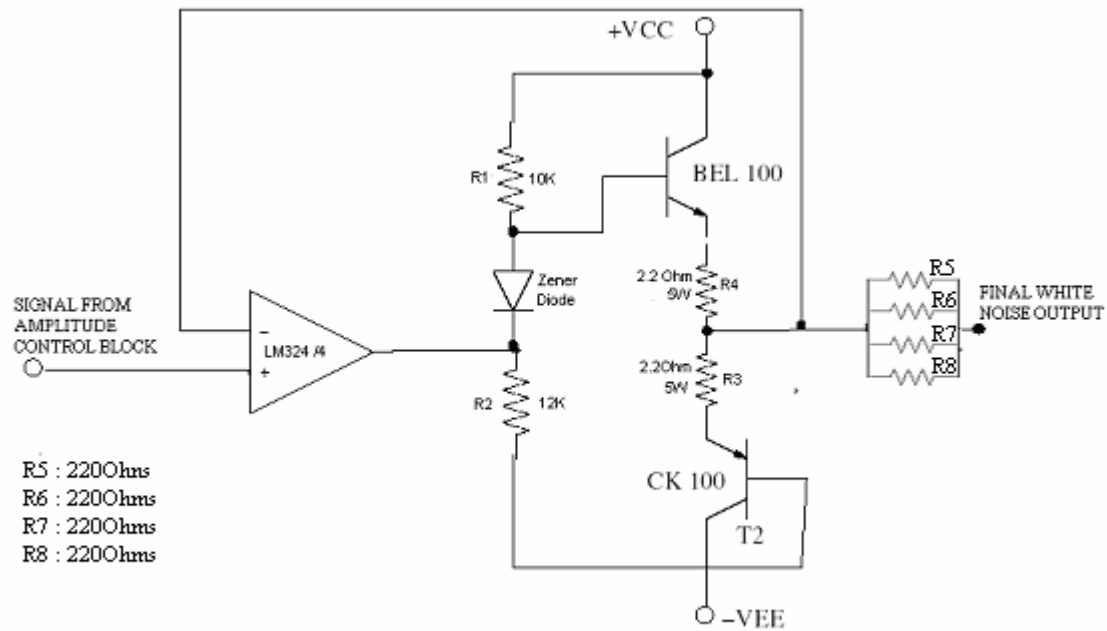 +VCC
R1
10K
BEL 100
Zener
Diode
2.2 Ohm
5W
R4
R5
R6
R7
R8
FINAL WHITE
NOISE OUTPUT
SIGNAL FROM
AMPLITUDE
CONTROL BLOCK
−
LM324 /4
+
R2
12K
2.2Ohm
5W
R3
CK 100
T2
−VEE
R5 : 220Ohns
R6 : 220Ohms
R7 : 220Ohms
R8 : 220Ohms